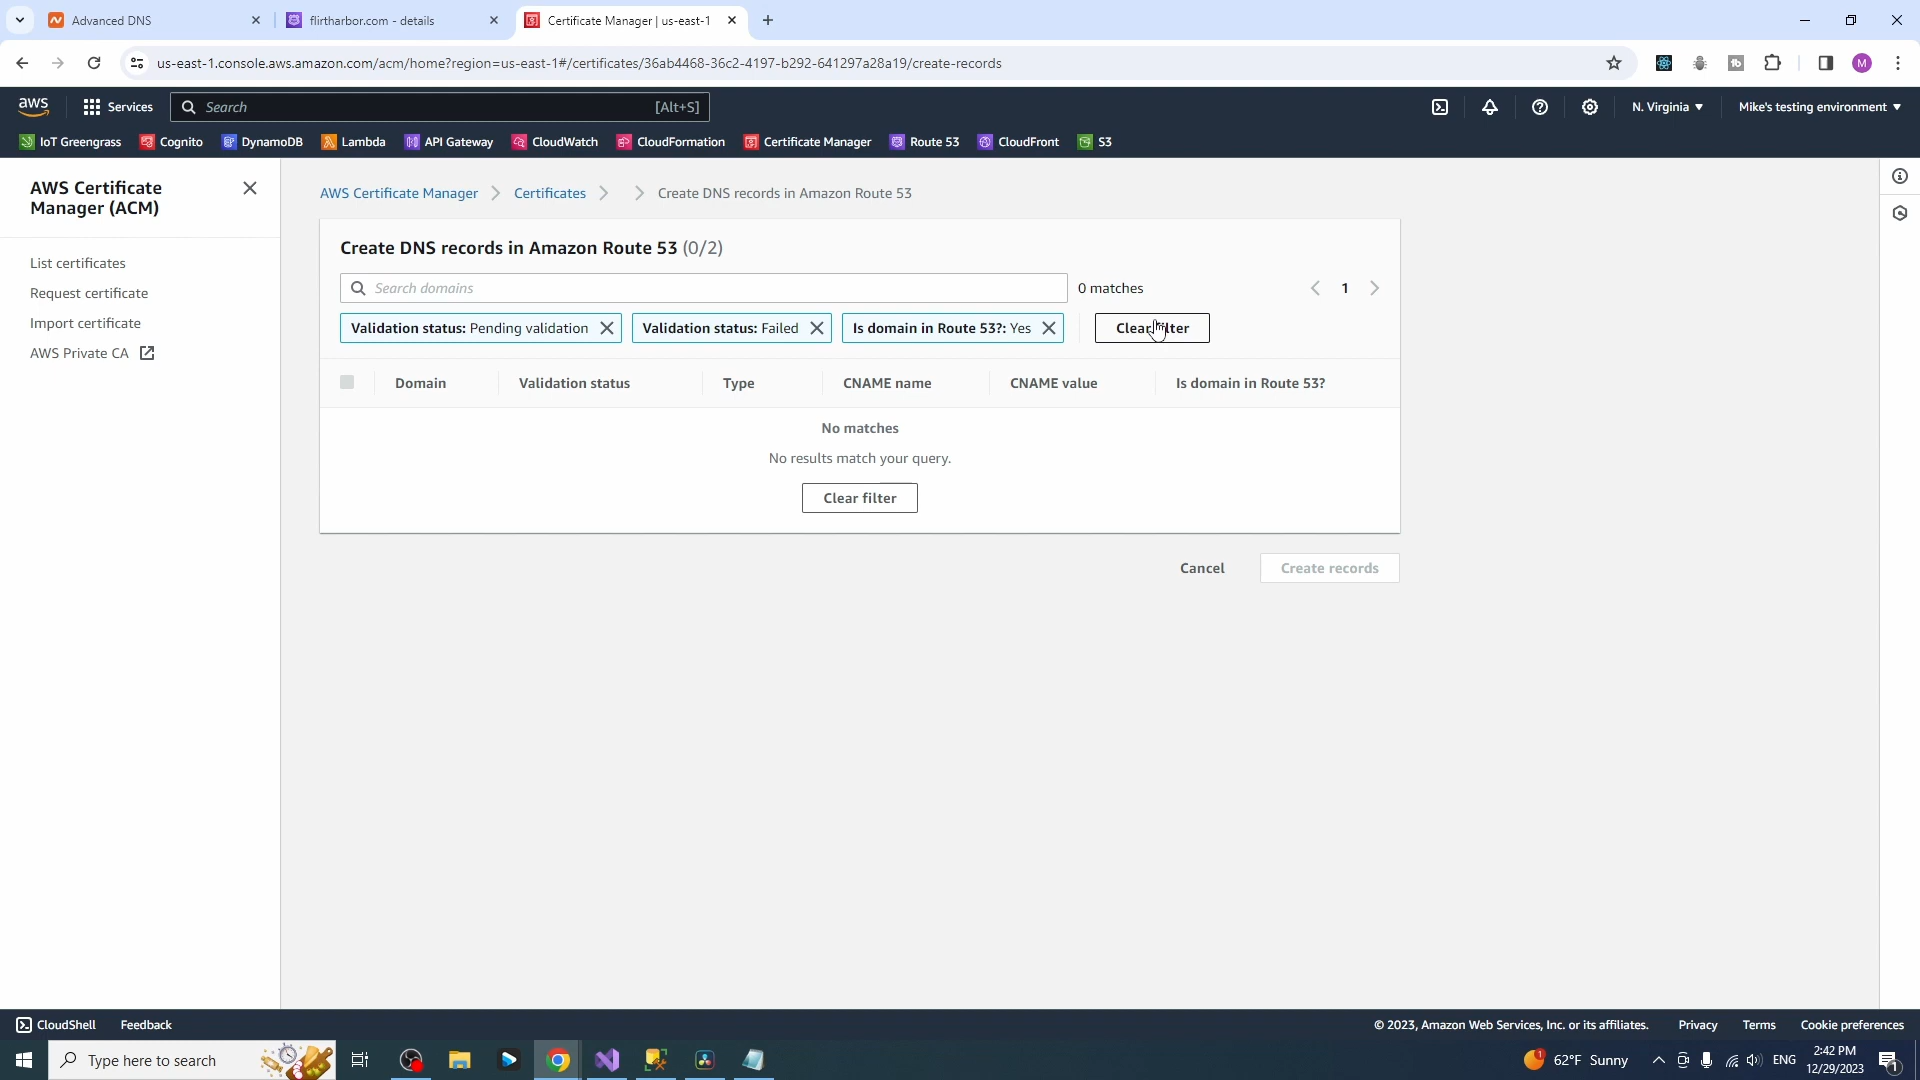 Advanced DNS
flirtharbor.com - details
Certificate Manager | us-east-1
us-east-1.console.aws.amazon.com/acm/home?region=us-east-1#/certificates/36ab4468-36c2-4197-b292-641297a28a19/create-records
M
aws
Services
Search
[Alt+S]
N. Virginia
Mike's testing environment
IoT Greengrass
Cognito
DynamoDB
Lambda
API Gateway
CloudWatch
CloudFormation
Certificate Manager
Route 53
CloudFront
S3
AWS Certificate
Manager (ACM)
List certificates
Request certificate
Import certificate
AWS Private CA
AWS Certificate Manager
Certificates
Create DNS records in Amazon Route 53
Create DNS records in Amazon Route 53 (0/2)
Search domains
0 matches
1
Validation status: Pending validation
Validation status: Failed
Is domain in Route 53?: Yes
Clear filter
Domain
Validation status
Type
CNAME name
CNAME value
Is domain in Route 53?
No matches
No results match your query.
Clear filter
Cancel
Create records
CloudShell
Feedback
© 2023, Amazon Web Services, Inc. or its affiliates.
Privacy
Terms
Cookie preferences
Type here to search
62°F Sunny
ENG
2:42 PM
12/29/2023
1